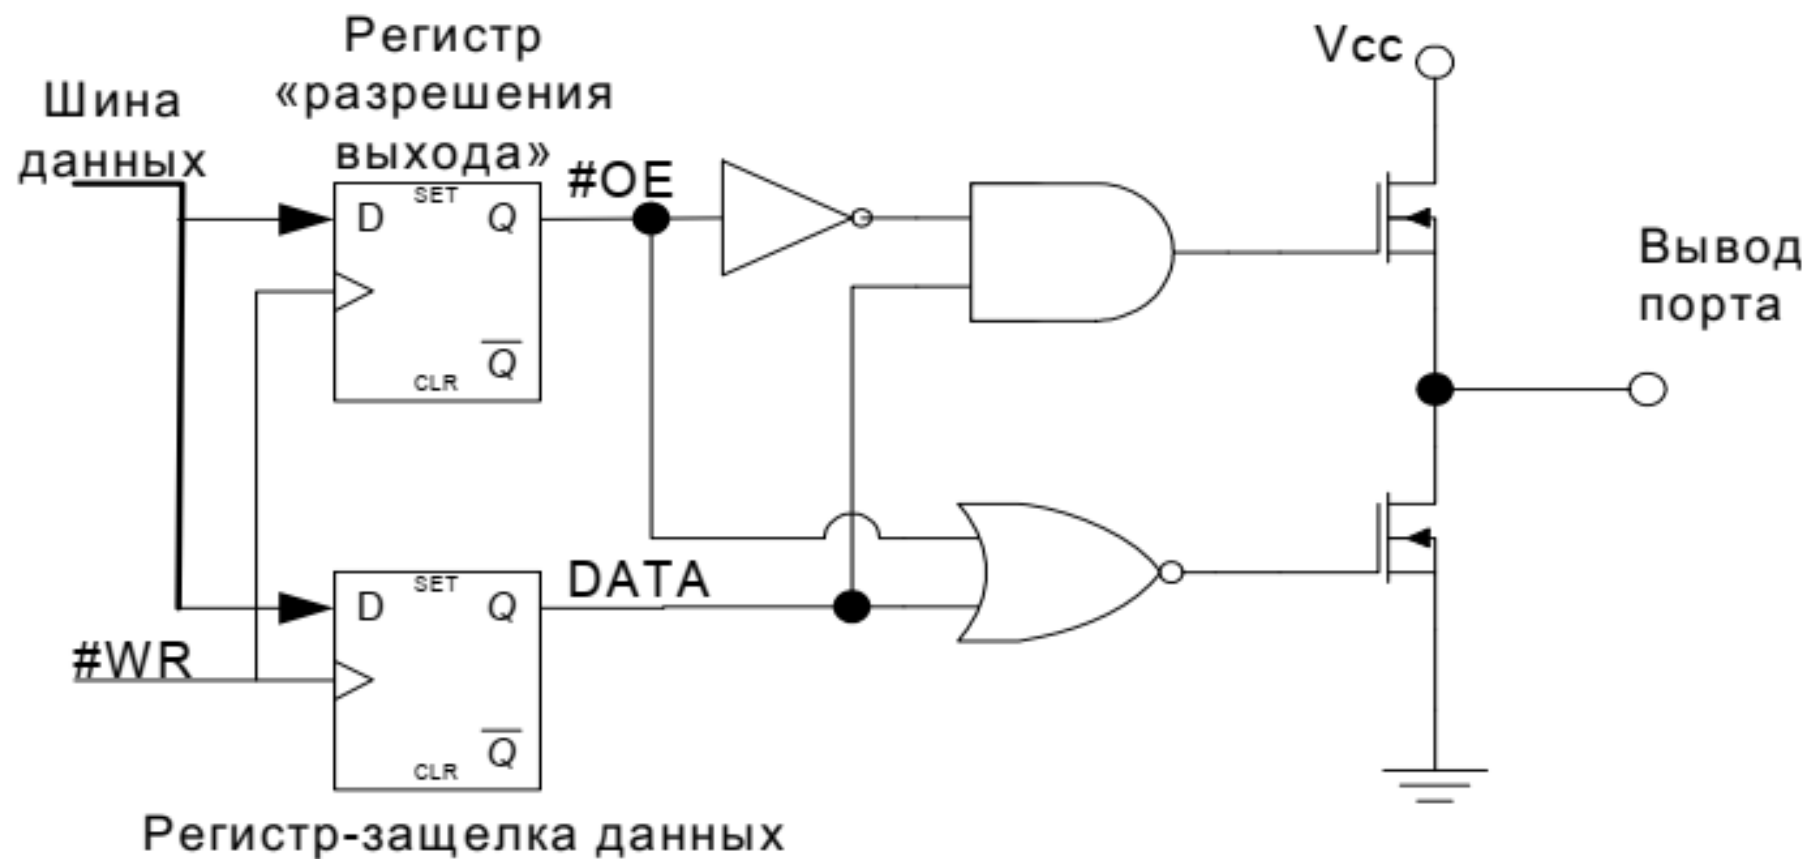 Регистр
«разрешения
выхода»
Шина
данных
#OE
Vcc
Вывод
порта
SET
D
Q
Q
CLR
DATA
SET
D
Q
#WR
Q
CLR
Регистр-защелка данных